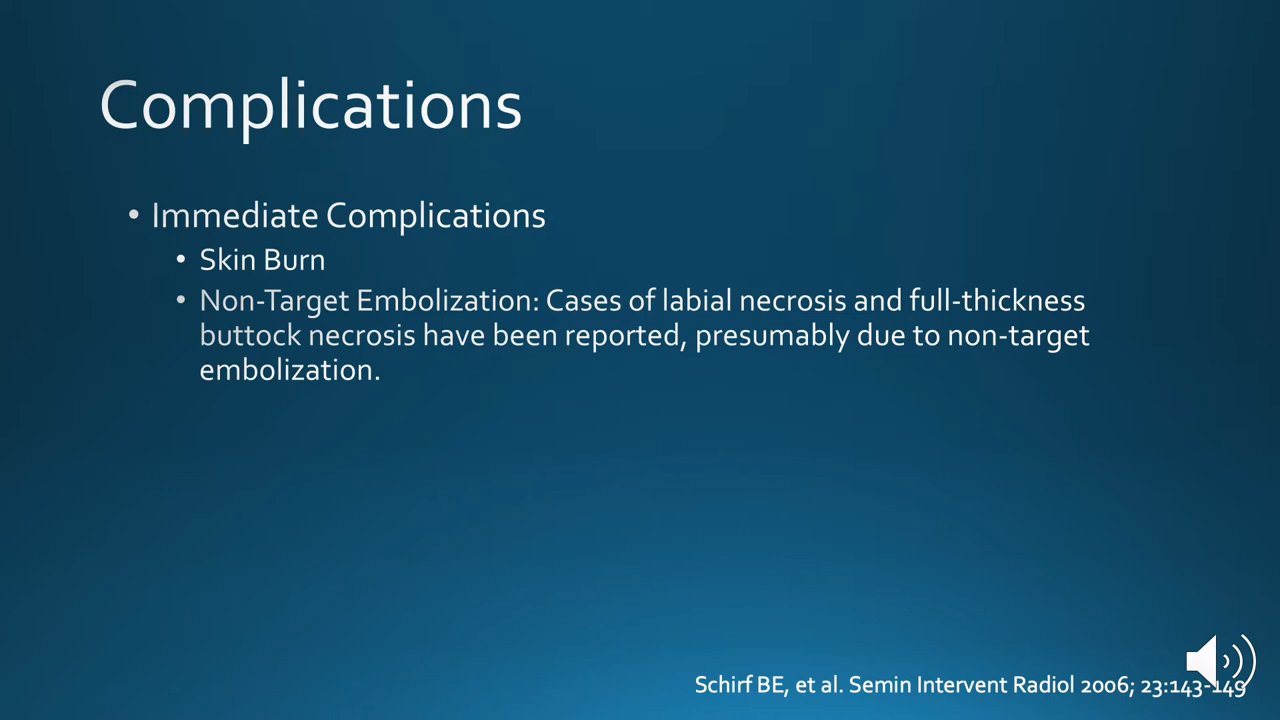 Complications
• Immediate Complications
• Skin Burn
• Non-Target Embolization: Cases of labial necrosis and full-thickness
buttock necrosis have been reported, presumably due to non-target
embolization.
Schirf BE, et al. Semin Intervent Radiol 2006; 23:143-149